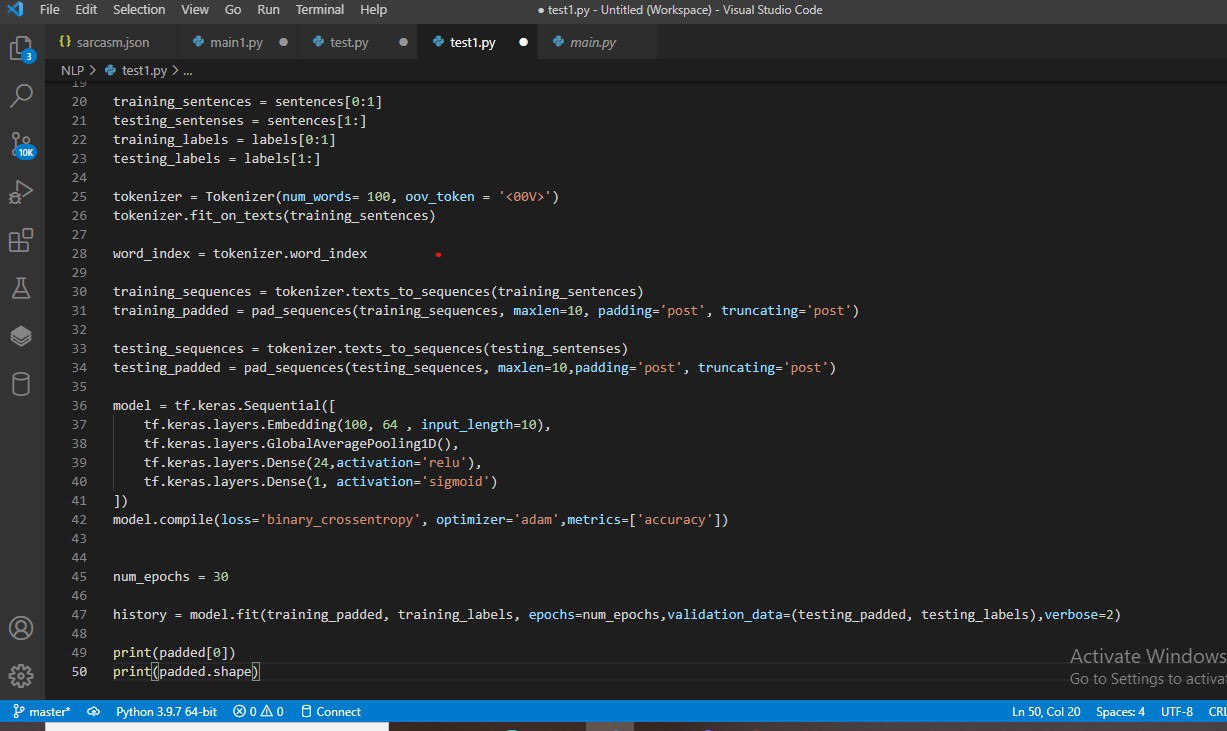 File Edit Selection View Go Run Terminal Help
● test1.py - Untitled (Workspace) - Visual Studio Code
{} sarcasm.json main1.py ● test.py ● test1.py ● main.py
NLP > test1.py > ...
3
10K
19
20 training_sentences = sentences[0:1]
21 testing_sentenses = sentences[1:]
22 training_labels = labels[0:1]
23 testing_labels = labels[1:]
24
25 tokenizer = Tokenizer(num_words= 100, oov_token = '<00V>')
26 tokenizer.fit_on_texts(training_sentences)
27
28 word_index = tokenizer.word_index
29
30 training_sequences = tokenizer.texts_to_sequences(training_sentences)
31 training_padded = pad_sequences(training_sequences, maxlen=10, padding='post', truncating='post')
32
33 testing_sequences = tokenizer.texts_to_sequences(testing_sentenses)
34 testing_padded = pad_sequences(testing_sequences, maxlen=10,padding='post', truncating='post')
35
36 model = tf.keras.Sequential([
37     tf.keras.layers.Embedding(100, 64 , input_length=10),
38     tf.keras.layers.GlobalAveragePooling1D(),
39     tf.keras.layers.Dense(24,activation='relu'),
40     tf.keras.layers.Dense(1, activation='sigmoid')
41 ])
42 model.compile(loss='binary_crossentropy', optimizer='adam',metrics=['accuracy'])
43
44
45 num_epochs = 30
46
47 history = model.fit(training_padded, training_labels, epochs=num_epochs,validation_data=(testing_padded, testing_labels),verbose=2)
48
49 print(padded[0])
50 print(padded.shape)
Activate Windows
Go to Settings to activa
master* Python 3.9.7 64-bit 0 0 Connect Ln 50, Col 20 Spaces: 4 UTF-8 CRL